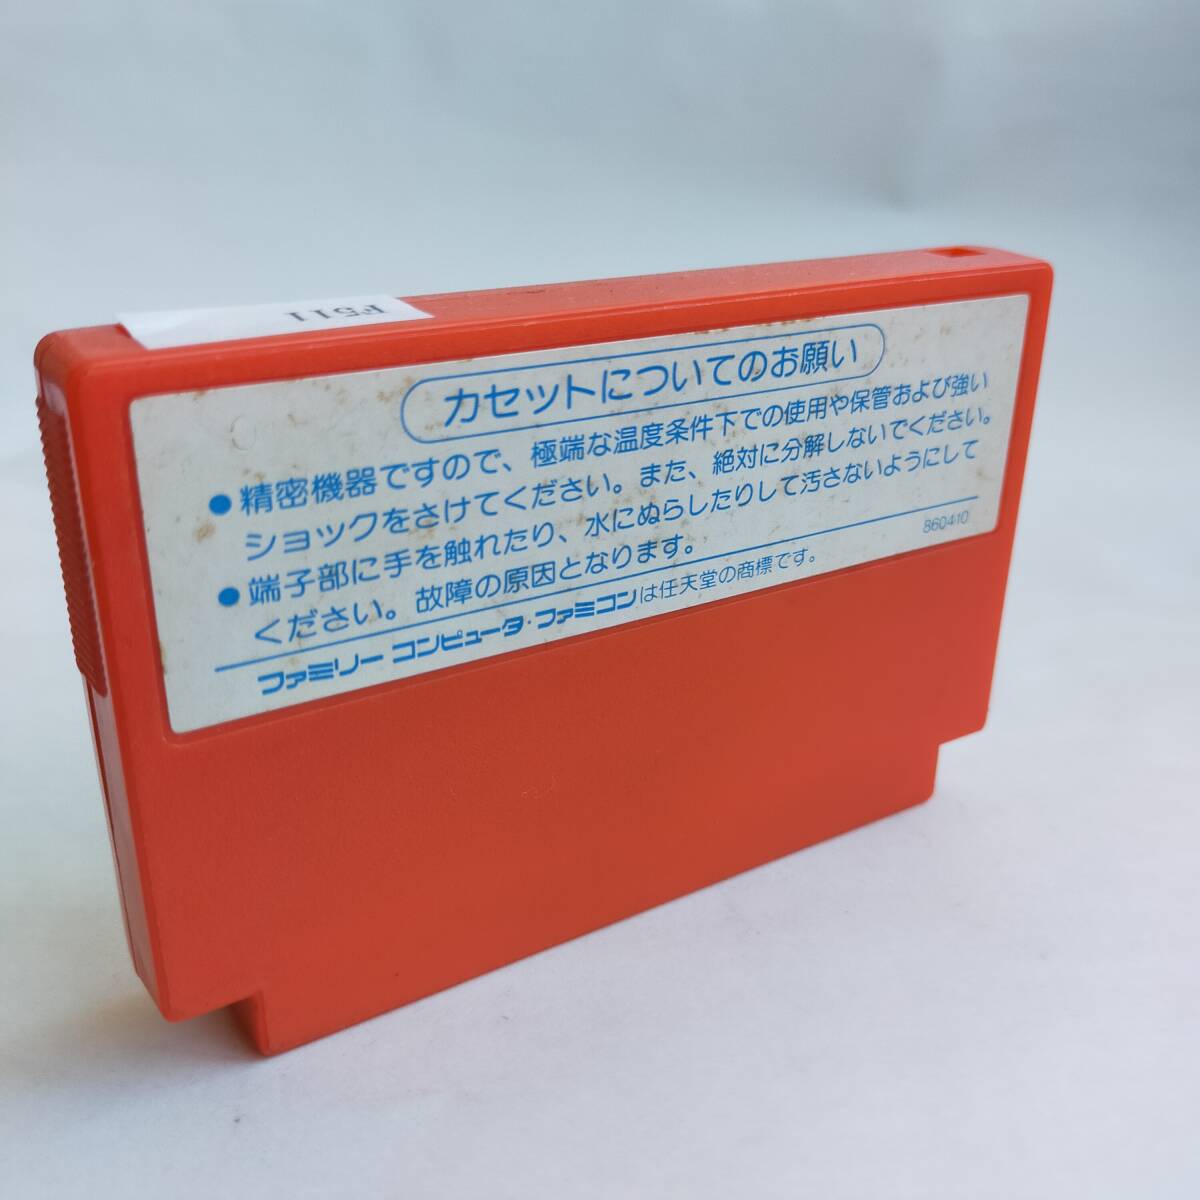 F511
カセットについてのお願い
●精密機器ですので、極端な温度条件下での使用や保管および強い
ショックをさけてください。また、絶対に分解しないでください。
●端子部に手を触れたり、水にぬらしたりして汚さないようにして
ください。故障の原因となります。
860410
ファミリーコンピュータ・ファミコンは任天堂の商標です。